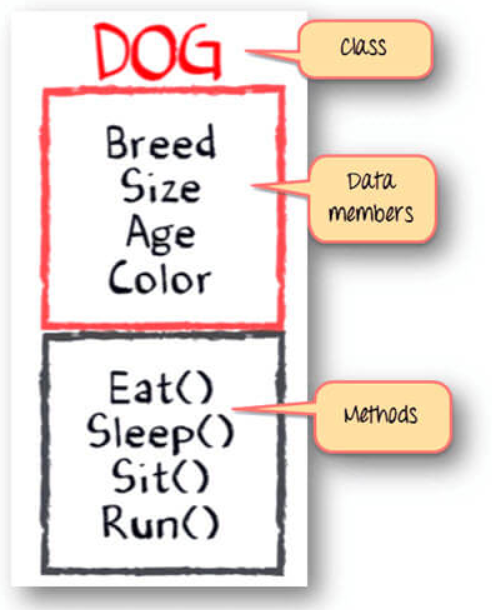 DOG
Class
Breed
Size
Age
Color
Data
members
Eat()
Sleep()
Sit()
Run()
Methods